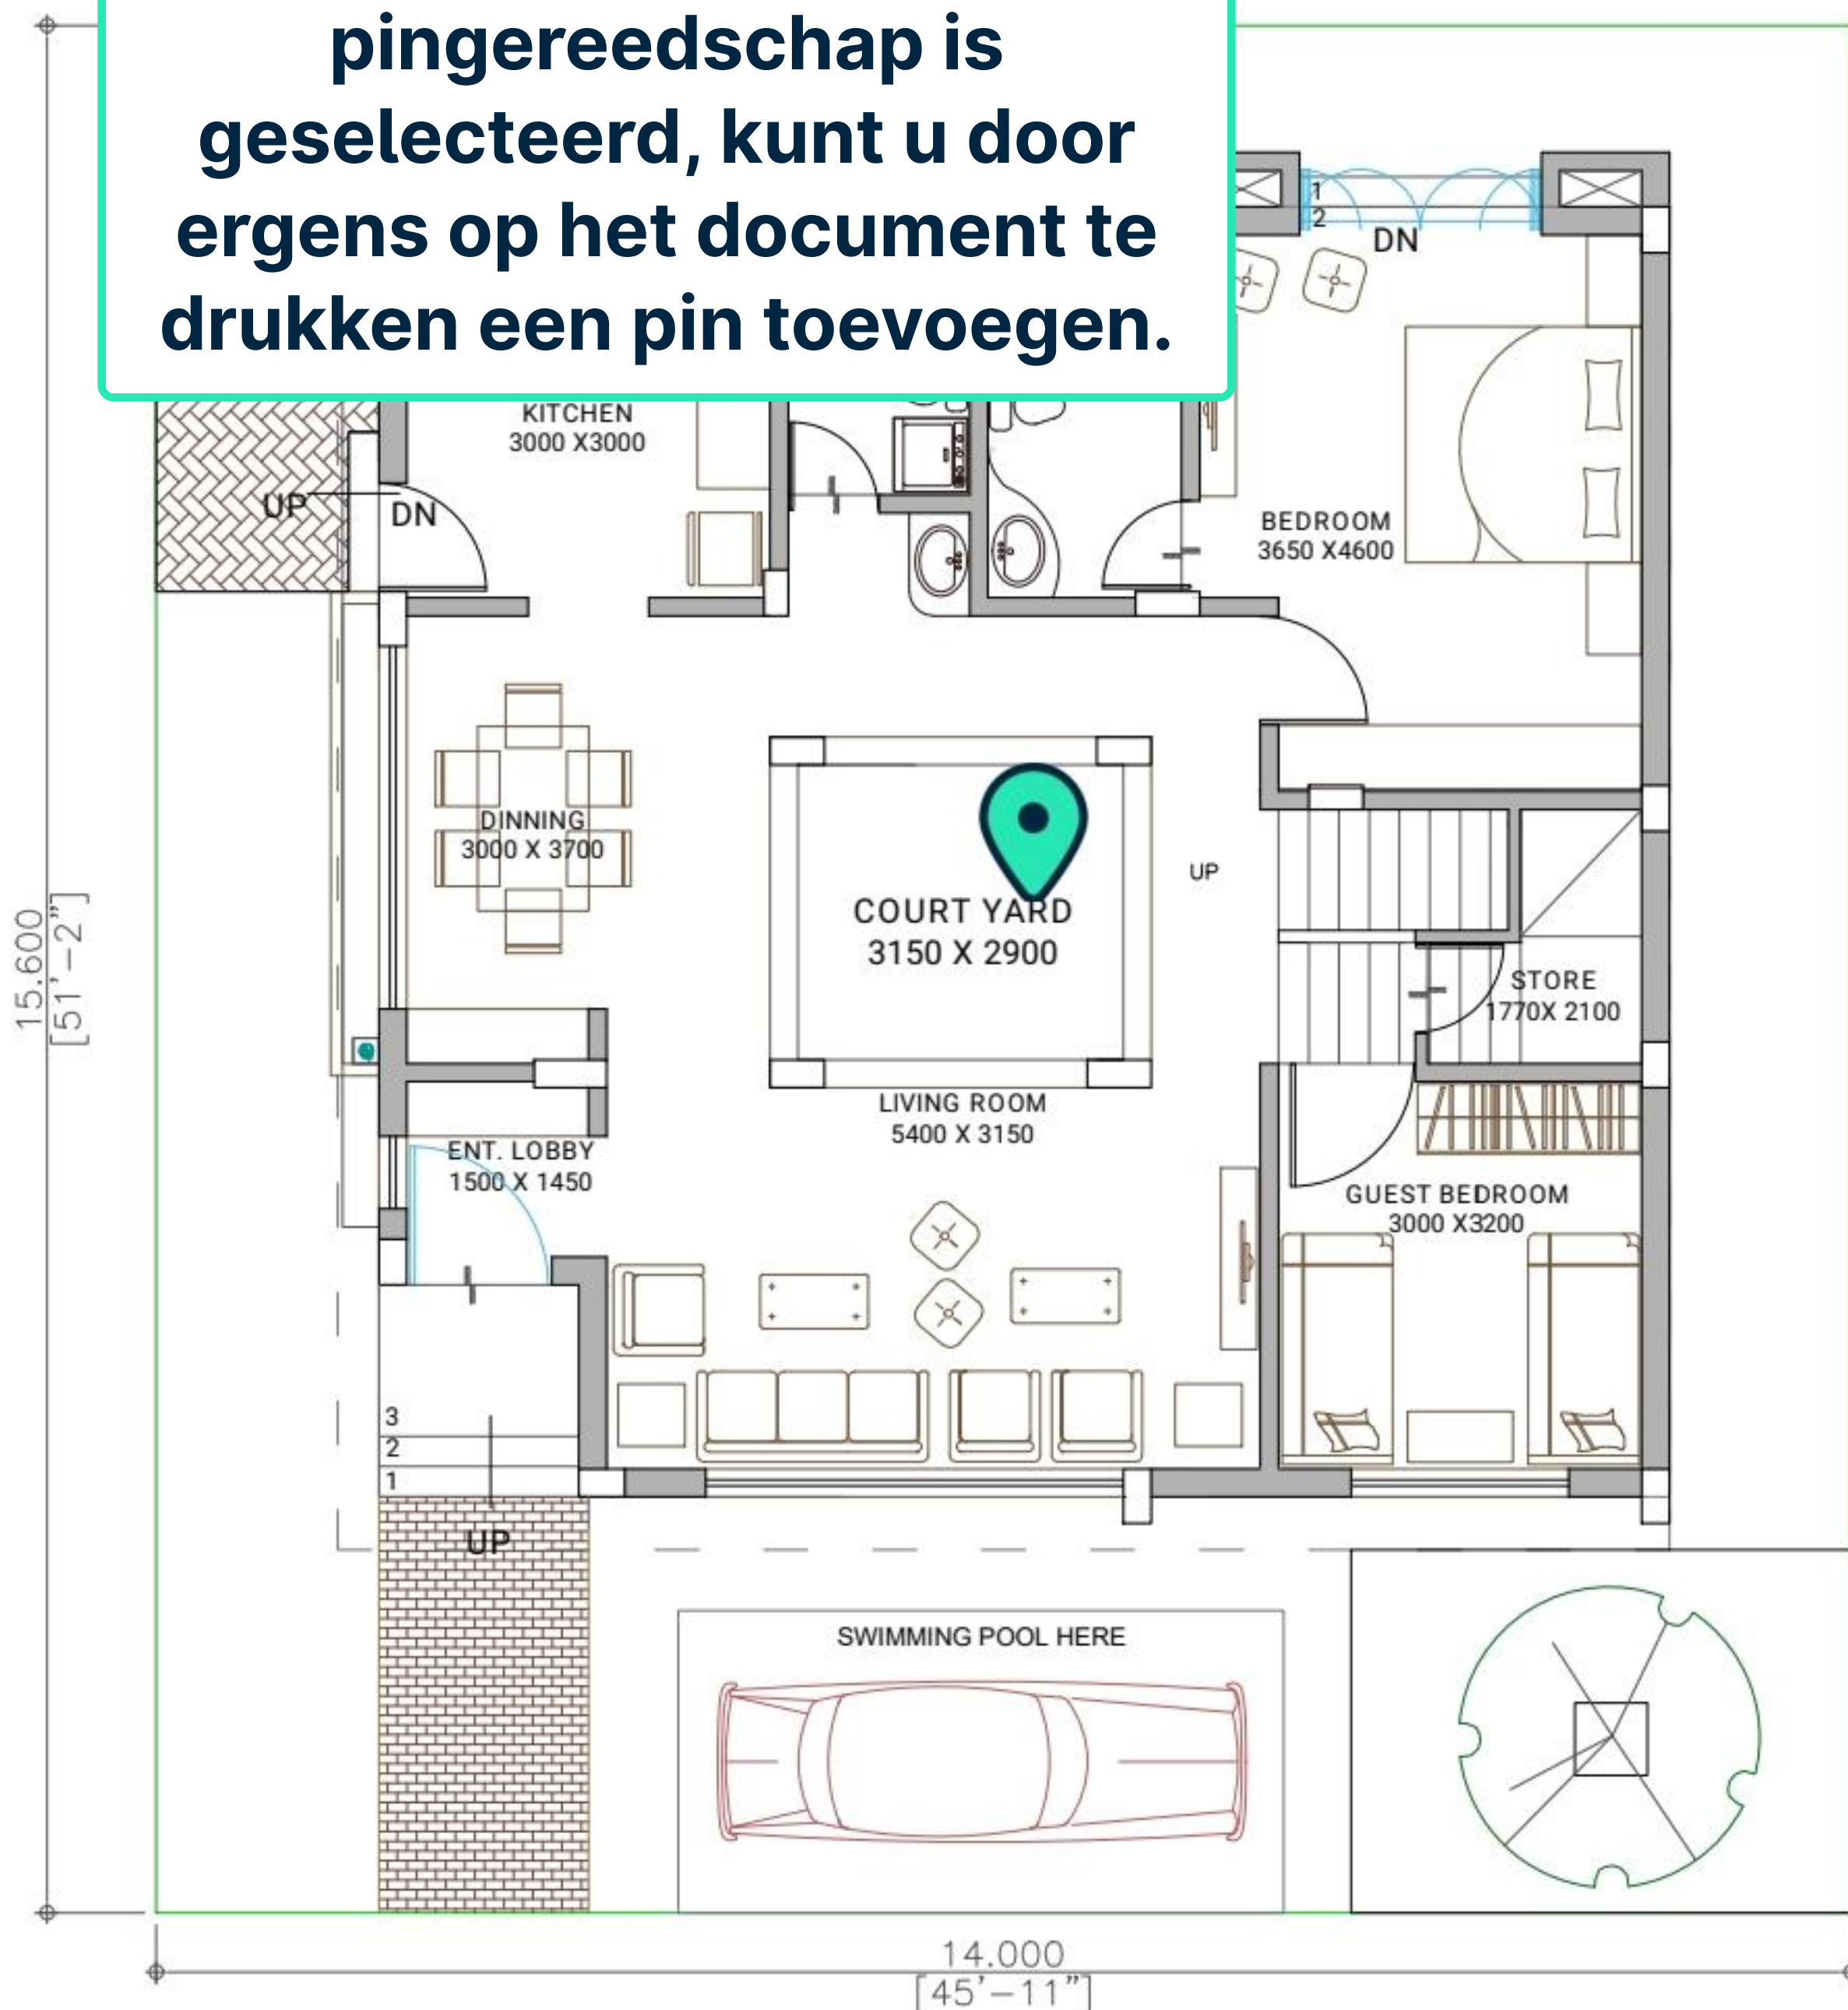 pingereedschap is
geselecteerd, kunt u door
ergens op het document te
drukken een pin toevoegen.
1
2
DN
KITCHEN
3000 X3000
UP
DN
BEDROOM
3650 X4600
DINNING
3000 X 3700
UP
COURT YARD
3150 X 2900
15.600
[51'-2"]
STORE
1770X 2100
LIVING ROOM
5400 X 3150
ENT. LOBBY
1500 X 1450
GUEST BEDROOM
3000 X3200
3
2
1
UP
SWIMMING POOL HERE
14.000
[45'-11"]